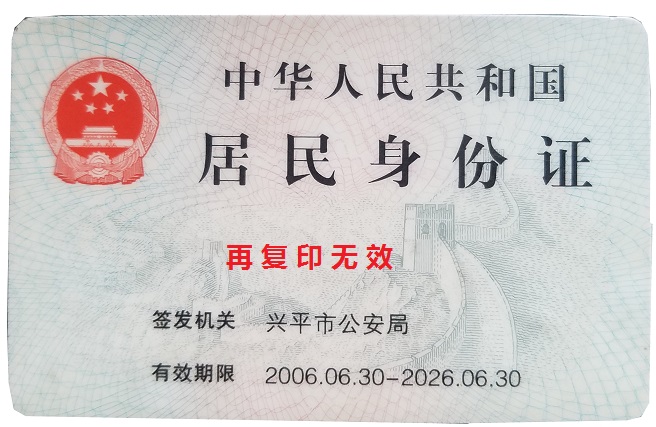 中华人民共和国
居民身份证
再复印无效
签发机关 兴平市公安局
有效期限 2006.06.30-2026.06.30